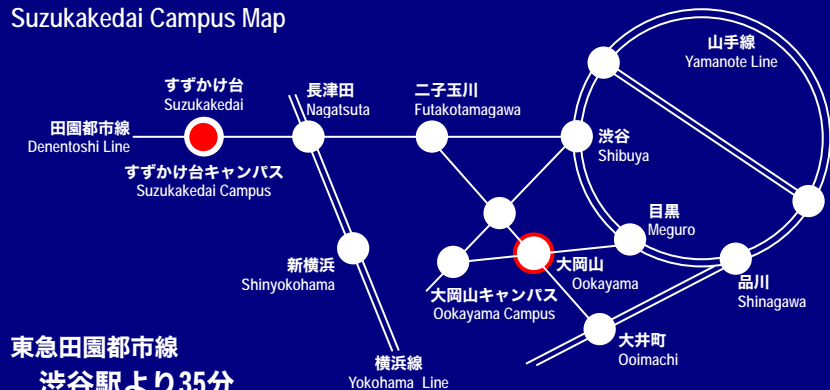 Suzukakedai Campus Map
山手線
Yamanote Line
すずかけ台
Suzukakedai
長津田
Nagatsuta
二子玉川
Futakotamagawa
田園都市線
Denentoshi Line
渋谷
Shibuya
すずかけ台キャンパス
Suzukakedai Campus
目黒
Meguro
新横浜
Shinyokohama
大岡山
Ookayama
大岡山キャンパス
Ookayama Campus
品川
Shinagawa
大井町
Ooimachi
横浜線
Yokohama Line
東急田園都市線
渋谷駅より35分